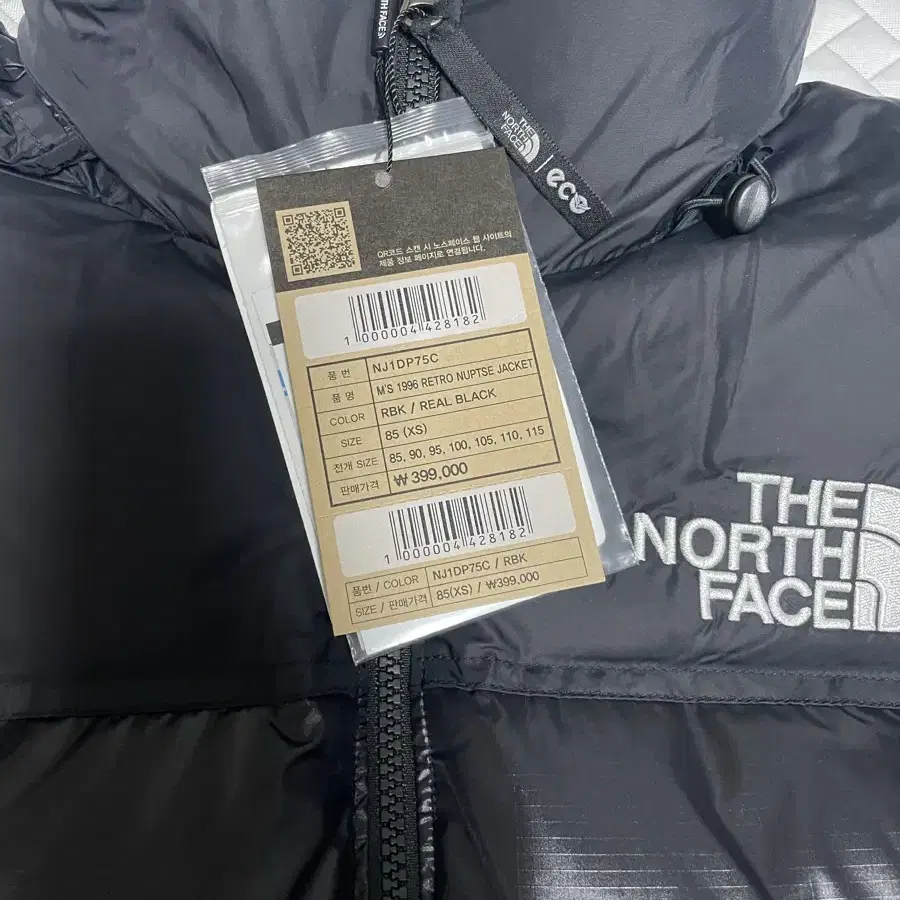 NORTH
FACE
THE
NORTH
FACE
eco
QR코드 스캔 시 노스페이스 웹 사이트의
제품 정보 페이지로 연결됩니다.
1 000004 428182
품 번 NJ1DP75C
품 명 M'S 1996 RETRO NUPTSE JACKET
COLOR RBK / REAL BLACK
SIZE 85 (XS)
전개 SIZE 85, 90, 95, 100, 105, 110, 115
판매가격 ₩ 399,000
1 000004 428182
품번 / COLOR NJ1DP75C / RBK
SIZE / 판매가격 85(XS) / ₩399,000
THE
NORTH
FACE